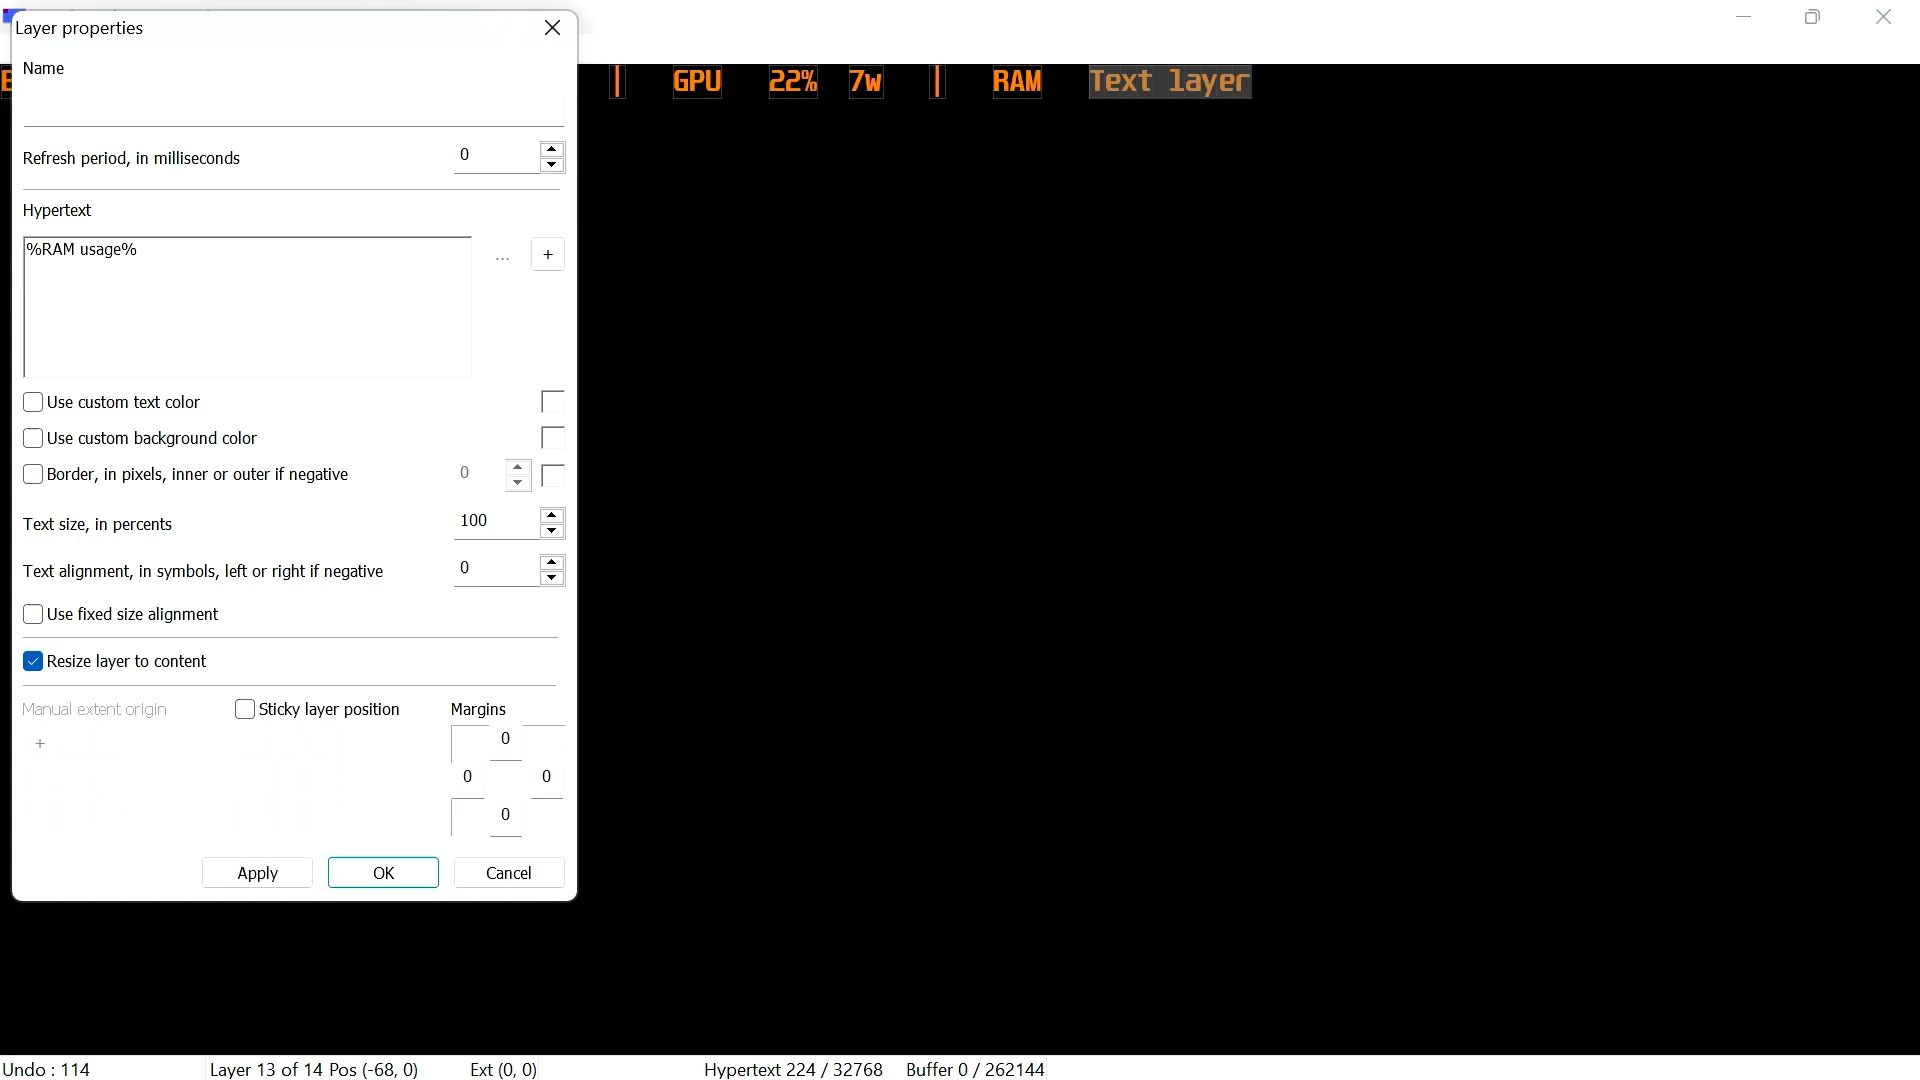 Layer properties
Name
| GPU 22% 7w | RAM Text layer
Refresh period, in milliseconds 0
Hypertext
%RAM usage%
... +
Use custom text color
Use custom background color
Border, in pixels, inner or outer if negative 0
Text size, in percents 100
Text alignment, in symbols, left or right if negative 0
Use fixed size alignment
Resize layer to content
Manual extent origin Sticky layer position Margins
+ 0
0 0
0
Apply OK Cancel
Undo : 114 Layer 13 of 14 Pos (-68, 0) Ext (0, 0) Hypertext 224 / 32768 Buffer 0 / 262144